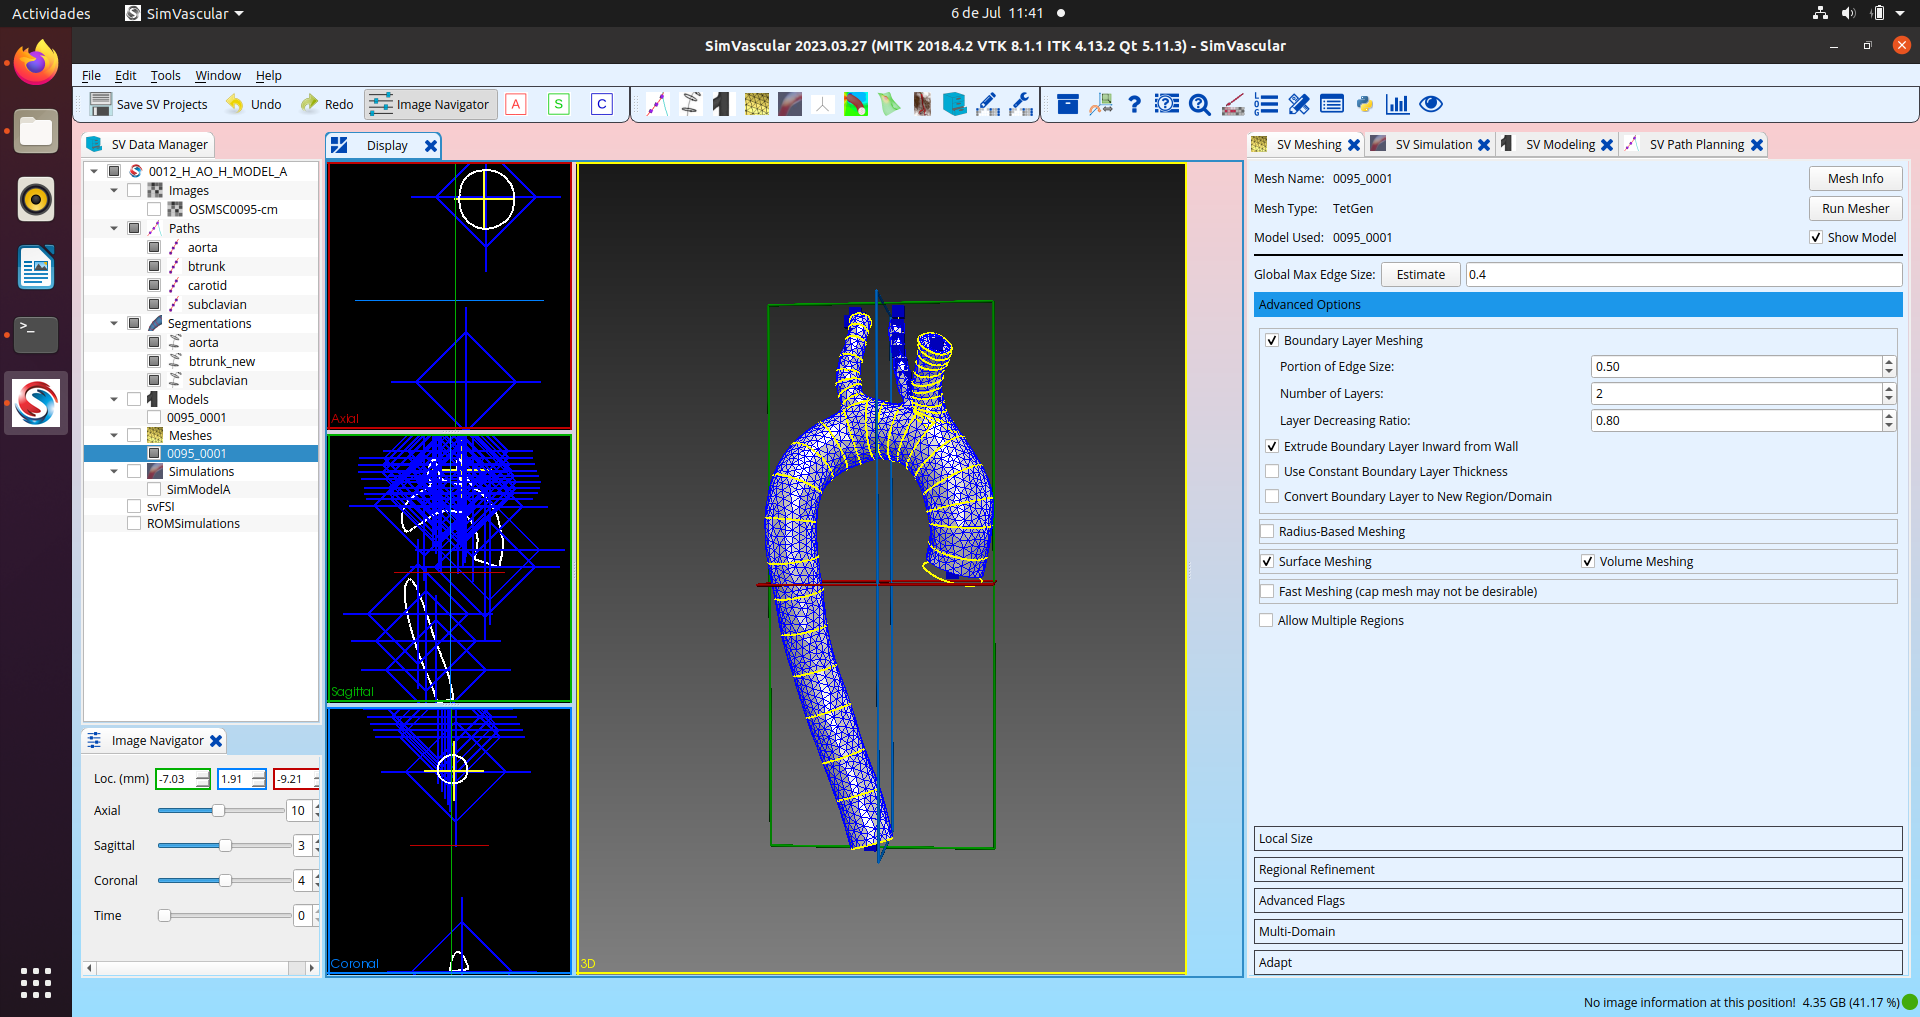 Actividades
SimVascular
6 de Jul 11:41
SimVascular 2023.03.27 (MITK 2018.4.2 VTK 8.1.1 ITK 4.13.2 Qt 5.11.3) - SimVascular
File Edit Tools Window Help
Save SV Projects Undo Redo Image Navigator A S C
SV Data Manager
0012_H_AO_H_MODEL_A
Images
OSMSC0095-cm
Paths
aorta
btrunk
carotid
subclavian
Segmentations
aorta
btrunk_new
subclavian
Models
0095_0001
Meshes
0095_0001
Simulations
SimModelA
svFSI
ROMSimulations
Image Navigator
Loc. (mm) -7.03 1.91 -9.21
Axial 10
Sagittal 3
Coronal 4
Time 0
Display
Axial
Sagittal
Coronal
3D
SV Meshing SV Simulation SV Modeling SV Path Planning
Mesh Name: 0095_0001 Mesh Info
Mesh Type: TetGen Run Mesher
Model Used: 0095_0001 Show Model
Global Max Edge Size: Estimate 0.4
Advanced Options
Boundary Layer Meshing
Portion of Edge Size: 0.50
Number of Layers: 2
Layer Decreasing Ratio: 0.80
Extrude Boundary Layer Inward from Wall
Use Constant Boundary Layer Thickness
Convert Boundary Layer to New Region/Domain
Radius-Based Meshing
Surface Meshing Volume Meshing
Fast Meshing (cap mesh may not be desirable)
Allow Multiple Regions
Local Size
Regional Refinement
Advanced Flags
Multi-Domain
Adapt
No image information at this position! 4.35 GB (41.17 %)